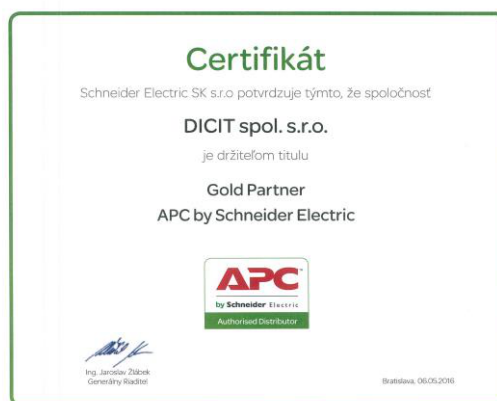 Certifikát
Schneider Electric SK s.r.o potvrdzuje týmto, že spoločnosť
DICIT spol. s.r.o.
je držiteľom titulu
Gold Partner
APC by Schneider Electric
APC
by Schneider Electric
Authorised Distributor
Ing. Jaroslav Žlábek
Generálny Riaditeľ
Bratislava, 06.05.2016